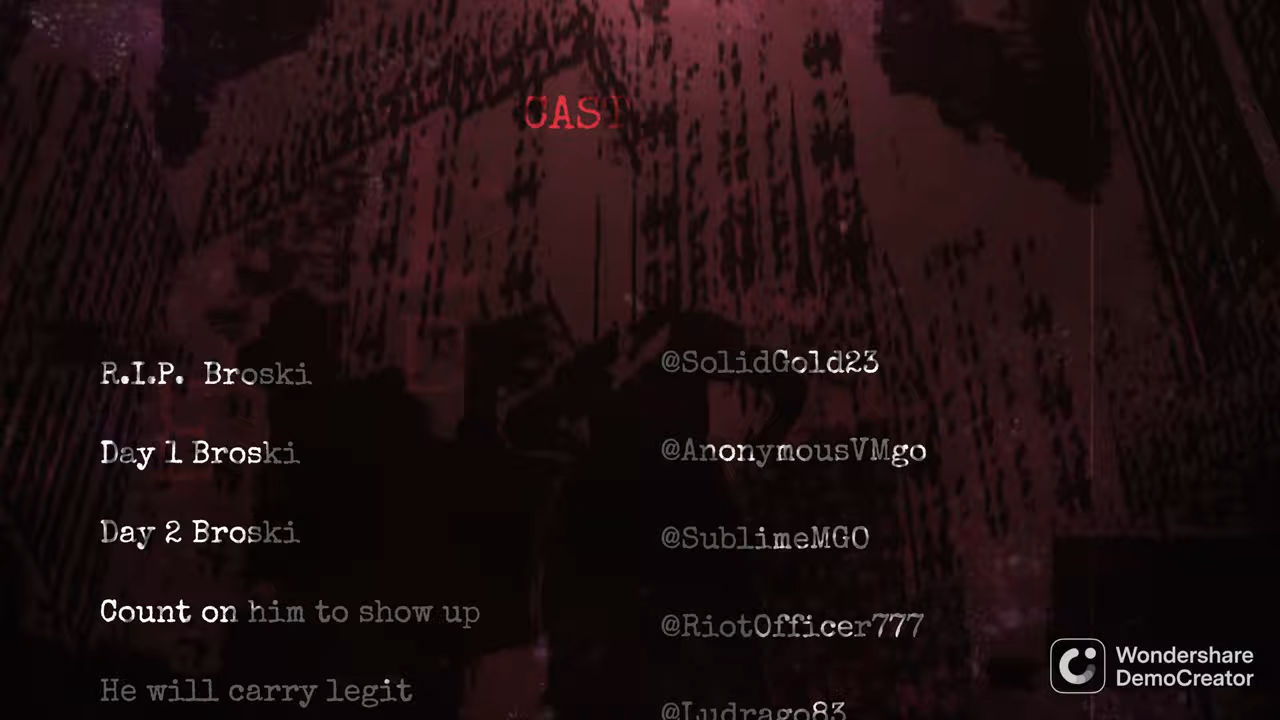 CAST
R.I.P. Broski
@SolidGold23
Day 1 Broski
@AnonymousVMgo
Day 2 Broski
@SublimeMGO
Count on him to show up
@RiotOfficer777
He will carry legit
@Ludrago83
Wondershare
DemoCreator